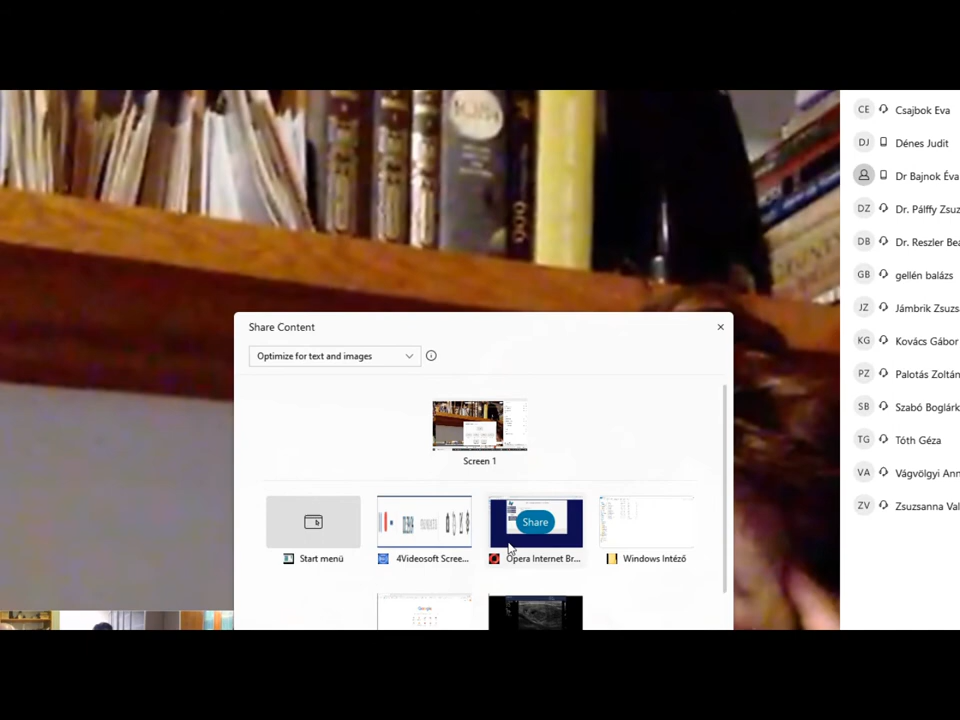 CE Csajbok Eva
DJ Dénes Judit
Dr Bajnok Éva
DZ Dr. Pálffy Zsuz
DB Dr. Reszler Bea
GB gellén balázs
JZ Jámbrik Zsuzs
KG Kovács Gábor
PZ Palotás Zoltán
SB Szabó Boglárk
TG Tóth Géza
VA Vágvölgyi Ann
ZV Zsuzsanna Val
Share Content
Optimize for text and images
Screen 1
Share
Start menü
4Videosoft Scree...
Opera Internet Br...
Windows Intéző
Google